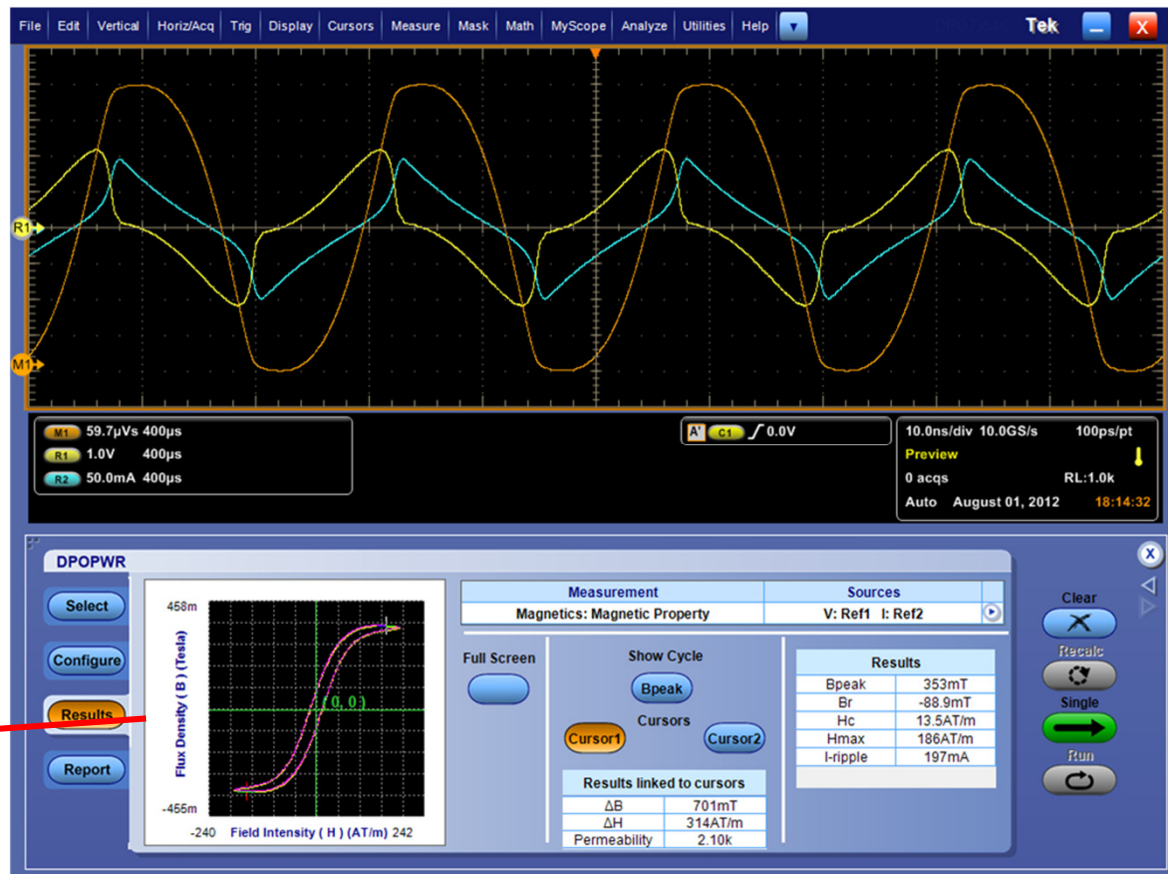 File Edit Vertical Horiz/Acq Trig Display Cursors Measure Mask Math MyScope Analyze Utilities Help Tek X
R1
M1
M1 59.7µVs 400µs
R1 1.0V 400µs
R2 50.0mA 400µs
A' C1 0.0V
10.0ns/div 10.0GS/s 100ps/pt
Preview
0 acqs RL:1.0k
Auto August 01, 2012 18:14:32
DPOPWR
X
Select
Configure
Results
Report
458m
Flux Density ( B ) (Tesla)
( 0, 0 )
-455m
-240 Field Intensity ( H ) (AT/m) 242
Measurement Sources
Magnetics: Magnetic Property V: Ref1 I: Ref2
Full Screen
Show Cycle
Bpeak
Cursors
Cursor1 Cursor2
Results linked to cursors
ΔB 701mT
ΔH 314AT/m
Permeability 2.10k
Results
Bpeak 353mT
Br -88.9mT
Hc 13.5AT/m
Hmax 186AT/m
I-ripple 197mA
Clear
Recalc
Single
Run